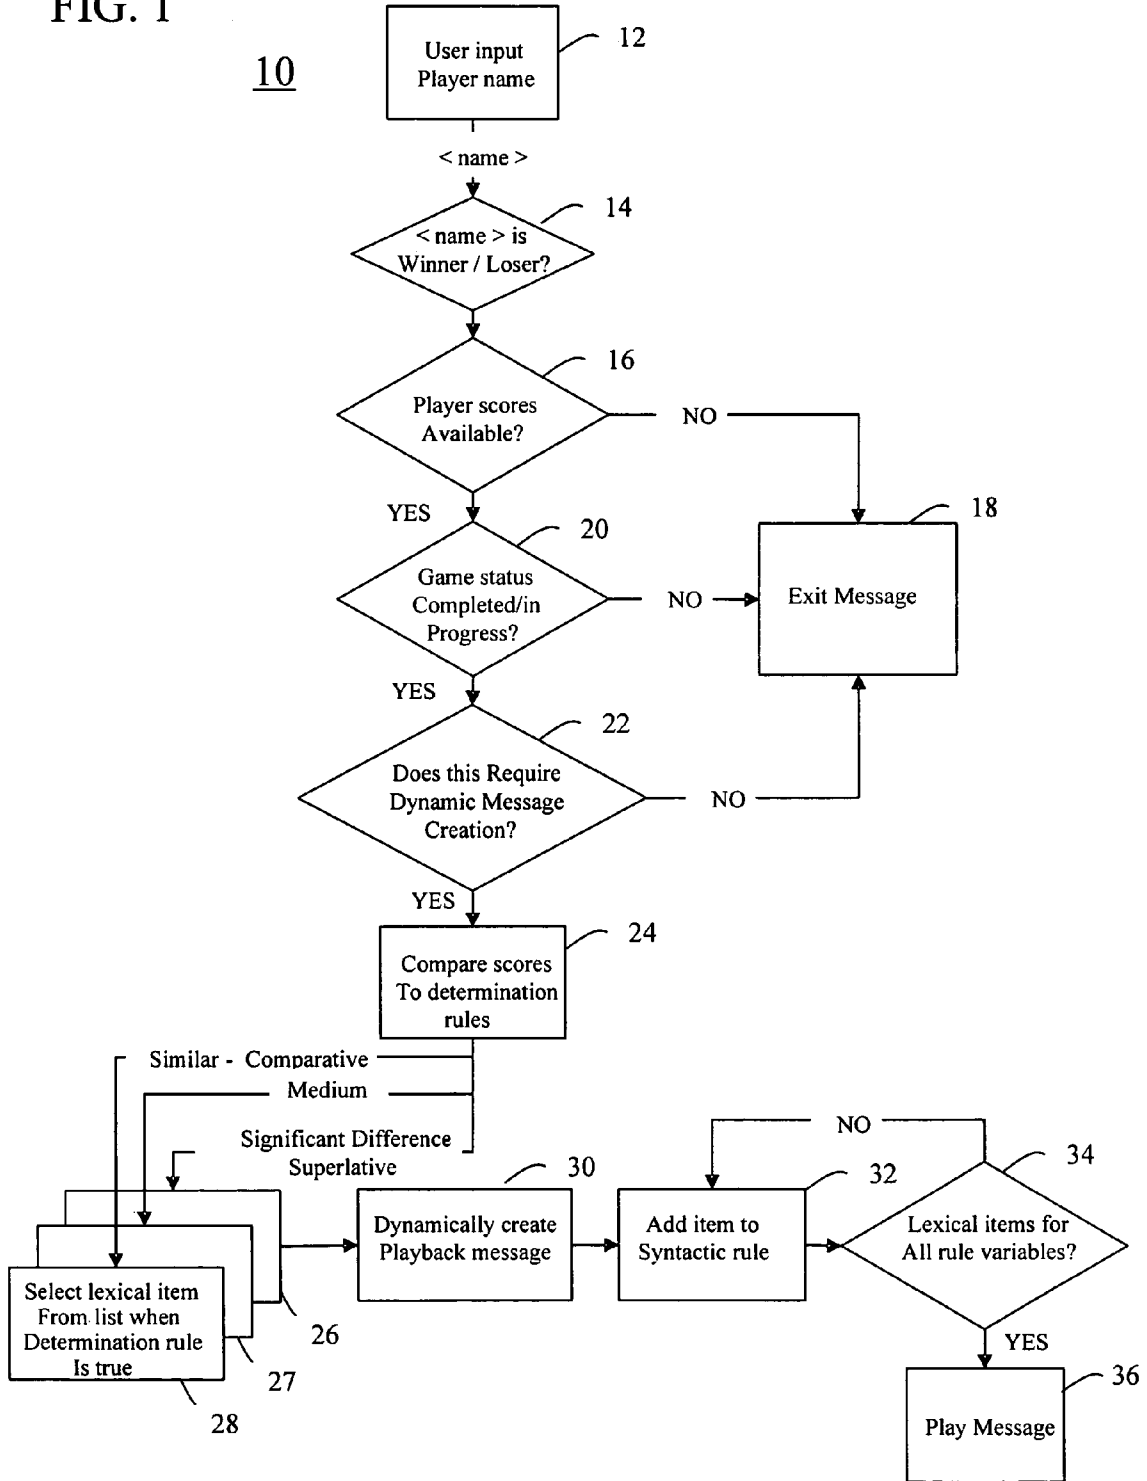 FIG. 1
10
User input
Player name
12
< name >
14
< name > is
Winner / Loser?
16
Player scores
Available?
NO
YES
18
20
Game status
Completed/in
Progress?
NO
Exit Message
YES
22
Does this Require
Dynamic Message
Creation?
NO
YES
24
Compare scores
To determination
rules
Similar - Comparative
Medium
Significant Difference
Superlative
NO
30
32
34
Dynamically create
Playback message
Add item to
Syntactic rule
Lexical items for
All rule variables?
Select lexical item
From list when
Determination rule
Is true
26
27
28
YES
36
Play Message